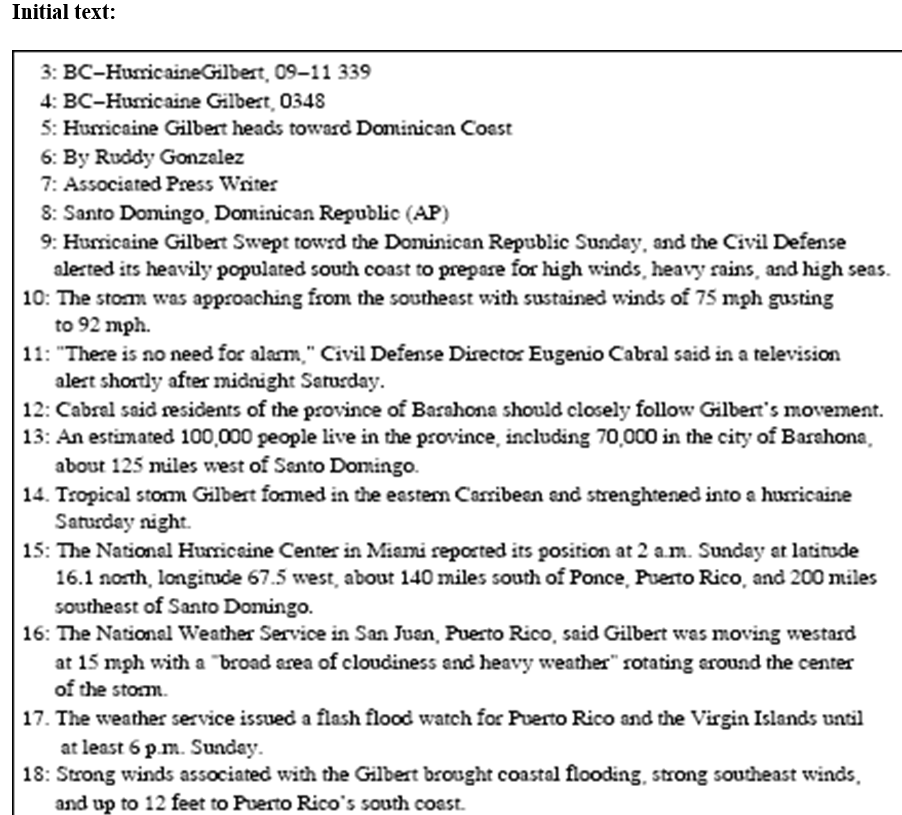 Initial text:
3: BC–HurricaineGilbert, 09–11 339
4: BC–Hurricaine Gilbert, 0348
5: Hurricaine Gilbert heads toward Dominican Coast
6: By Ruddy Gonzalez
7: Associated Press Writer
8: Santo Domingo, Dominican Republic (AP)
9: Hurricaine Gilbert Swept towrd the Dominican Republic Sunday, and the Civil Defense
alerted its heavily populated south coast to prepare for high winds, heavy rains, and high seas.
10: The storm was approaching from the southeast with sustained winds of 75 mph gusting
to 92 mph.
11: "There is no need for alarm," Civil Defense Director Eugenio Cabral said in a television
alert shortly after midnight Saturday.
12: Cabral said residents of the province of Barahona should closely follow Gilbert's movement.
13: An estimated 100,000 people live in the province, including 70,000 in the city of Barahona,
about 125 miles west of Santo Domingo.
14. Tropical storm Gilbert formed in the eastern Carribean and strenghtened into a hurricaine
Saturday night.
15: The National Hurricaine Center in Miami reported its position at 2 a.m. Sunday at latitude
16.1 north, longitude 67.5 west, about 140 miles south of Ponce, Puerto Rico, and 200 miles
southeast of Santo Domingo.
16: The National Weather Service in San Juan, Puerto Rico, said Gilbert was moving westard
at 15 mph with a "broad area of cloudiness and heavy weather" rotating around the center
of the storm.
17. The weather service issued a flash flood watch for Puerto Rico and the Virgin Islands until
at least 6 p.m. Sunday.
18: Strong winds associated with the Gilbert brought coastal flooding, strong southeast winds,
and up to 12 feet to Puerto Rico's south coast.